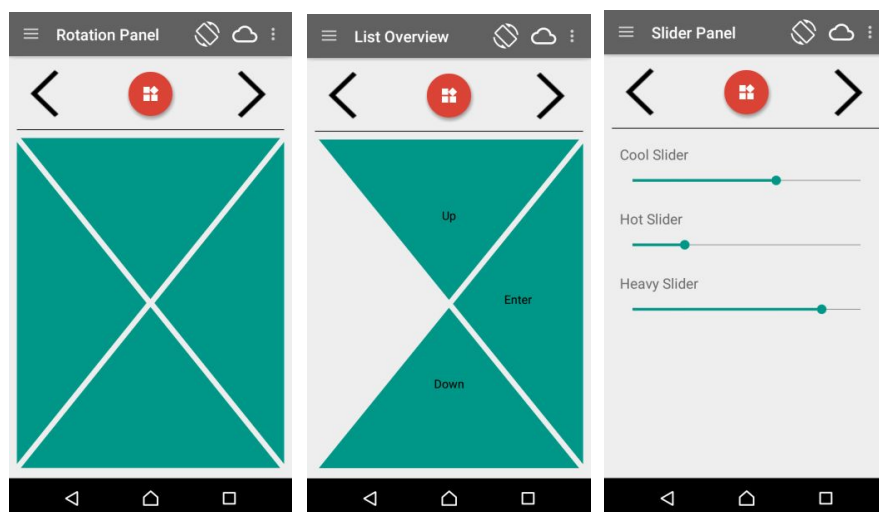 Rotation Panel
List Overview
Up
Enter
Down
Slider Panel
Cool Slider
Hot Slider
Heavy Slider